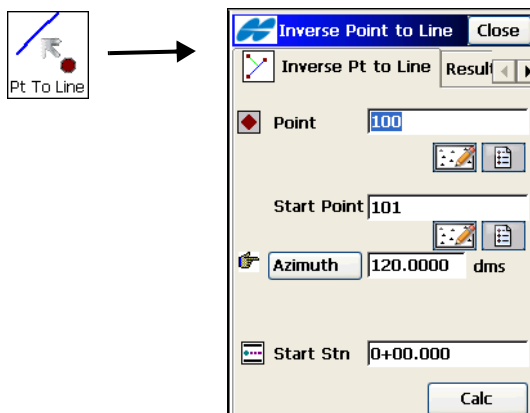 Pt To Line
Inverse Point to Line Close
Inverse Pt to Line Result
Point 100
Start Point 101
Azimuth 120.0000 dms
Start Stn 0+00.000
Calc